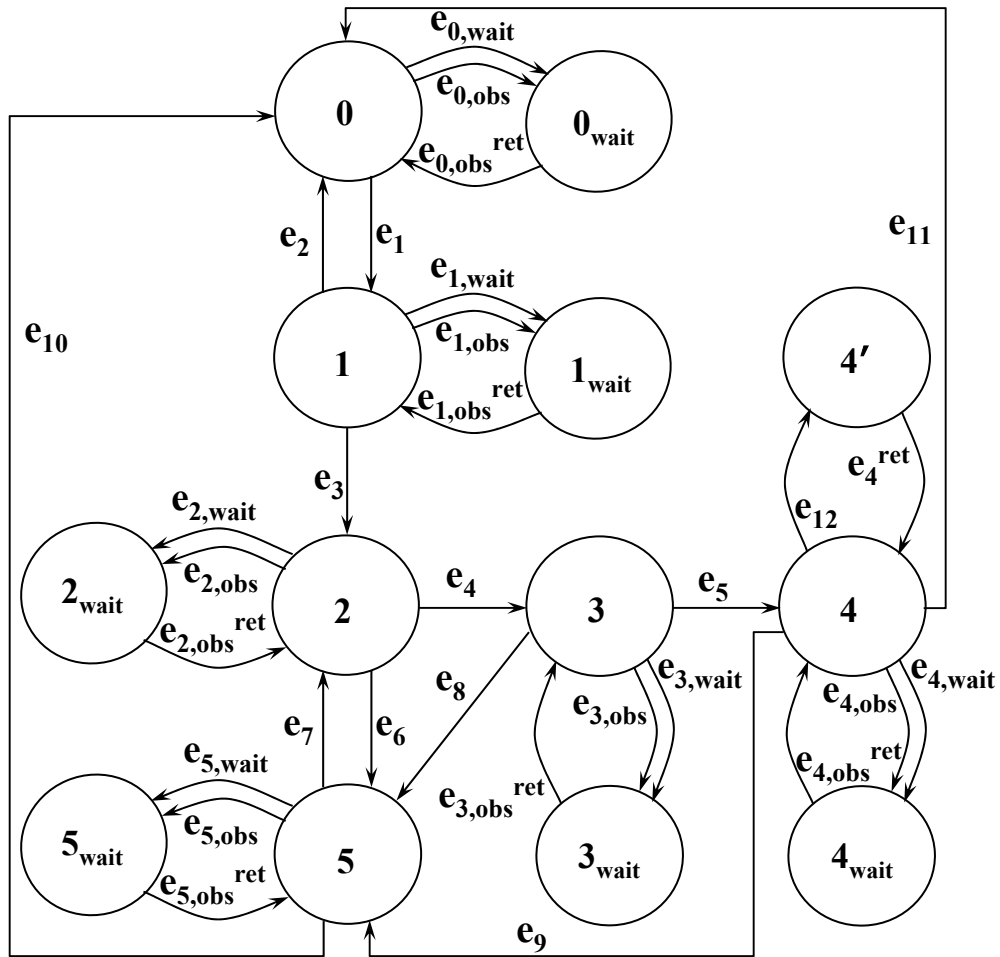 e0,wait
0
e0,obs
0wait
e0,obs ret
e11
e2
e1
e1,wait
e10
e1,obs
1
1wait
4′
e1,obs ret
e3
e4 ret
e2,wait
e12
e2,obs
2wait
2
e4
3
e5
4
e2,obs ret
e8
e3,wait
e4,wait
e3,obs
e4,obs
e7
e6
e5,wait
e4,obs ret
e3,obs ret
e5,obs
5wait
5
3wait
4wait
e5,obs ret
e9